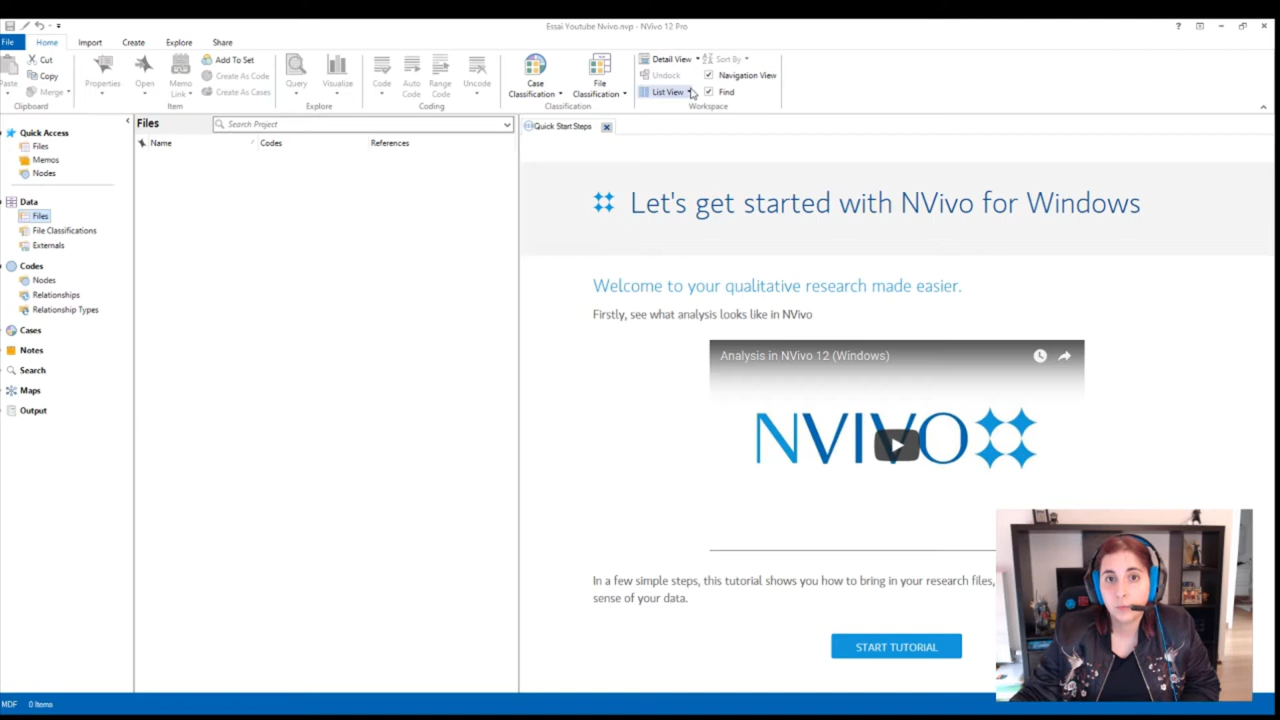 Essai Youtube Nvivo.nvp - NVivo 12 Pro
File Home Import Create Explore Share
Paste
Cut
Copy
Merge
Clipboard
Properties
Open
Memo Link
Add To Set
Create As Code
Create As Cases
Item
Query
Visualize
Explore
Code
Auto Code
Range Code
Uncode
Coding
Case Classification
File Classification
Classification
Detail View
Sort By
Undock
Navigation View
List View
Find
Workspace
Quick Access
Files
Memos
Nodes
Data
Files
File Classifications
Externals
Codes
Nodes
Relationships
Relationship Types
Cases
Notes
Search
Maps
Output
Files
Search Project
Name Codes References
Quick Start Steps
Let's get started with NVivo for Windows
Welcome to your qualitative research made easier.
Firstly, see what analysis looks like in NVivo
Analysis in NVivo 12 (Windows)
NVIVO
In a few simple steps, this tutorial shows you how to bring in your research files,
sense of your data.
START TUTORIAL
MDF 0 Items